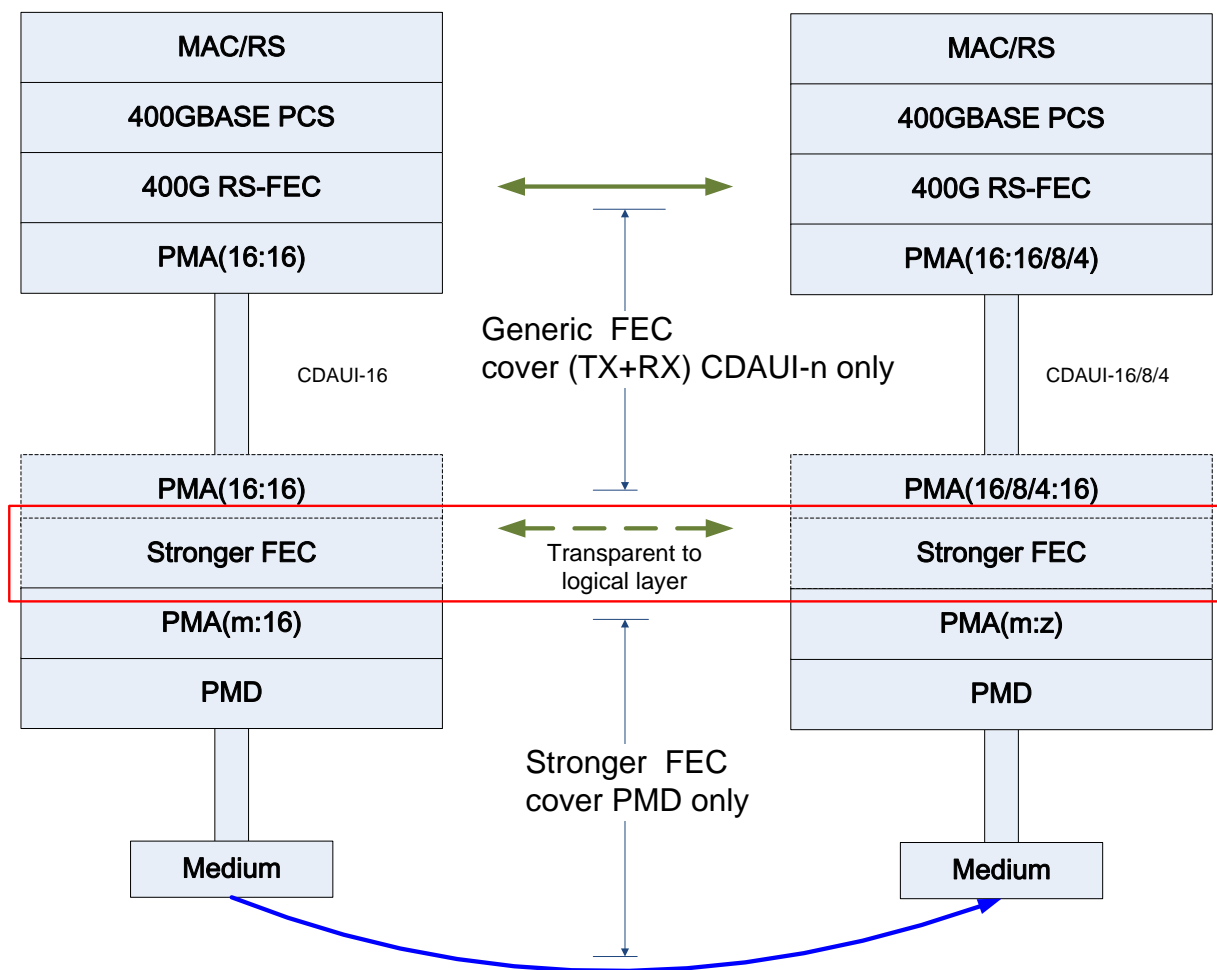 MAC/RS
400GBASE PCS
400G RS-FEC
PMA(16:16)
CDAUI-16
PMA(16:16)
Stronger FEC
PMA(m:16)
PMD
Medium
Generic FEC
cover (TX+RX) CDAUI-n only
Transparent to
logical layer
Stronger FEC
cover PMD only
MAC/RS
400GBASE PCS
400G RS-FEC
PMA(16:16/8/4)
CDAUI-16/8/4
PMA(16/8/4:16)
Stronger FEC
PMA(m:z)
PMD
Medium